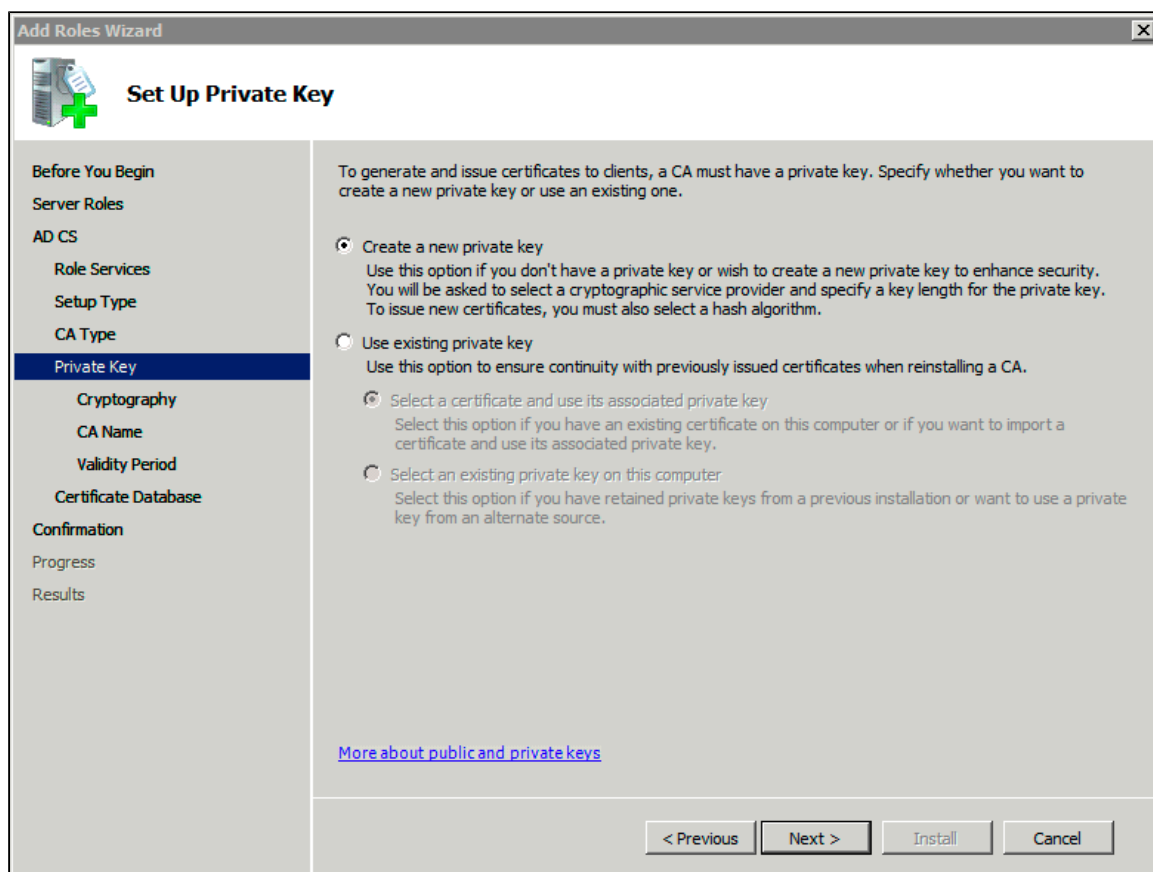 Add Roles Wizard
Set Up Private Key
Before You Begin
Server Roles
AD CS
Role Services
Setup Type
CA Type
Private Key
Cryptography
CA Name
Validity Period
Certificate Database
Confirmation
Progress
Results
To generate and issue certificates to clients, a CA must have a private key. Specify whether you want to
create a new private key or use an existing one.
Create a new private key
Use this option if you don't have a private key or wish to create a new private key to enhance security.
You will be asked to select a cryptographic service provider and specify a key length for the private key.
To issue new certificates, you must also select a hash algorithm.
Use existing private key
Use this option to ensure continuity with previously issued certificates when reinstalling a CA.
Select a certificate and use its associated private key
Select this option if you have an existing certificate on this computer or if you want to import a
certificate and use its associated private key.
Select an existing private key on this computer
Select this option if you have retained private keys from a previous installation or want to use a private
key from an alternate source.
More about public and private keys
< Previous
Next >
Install
Cancel